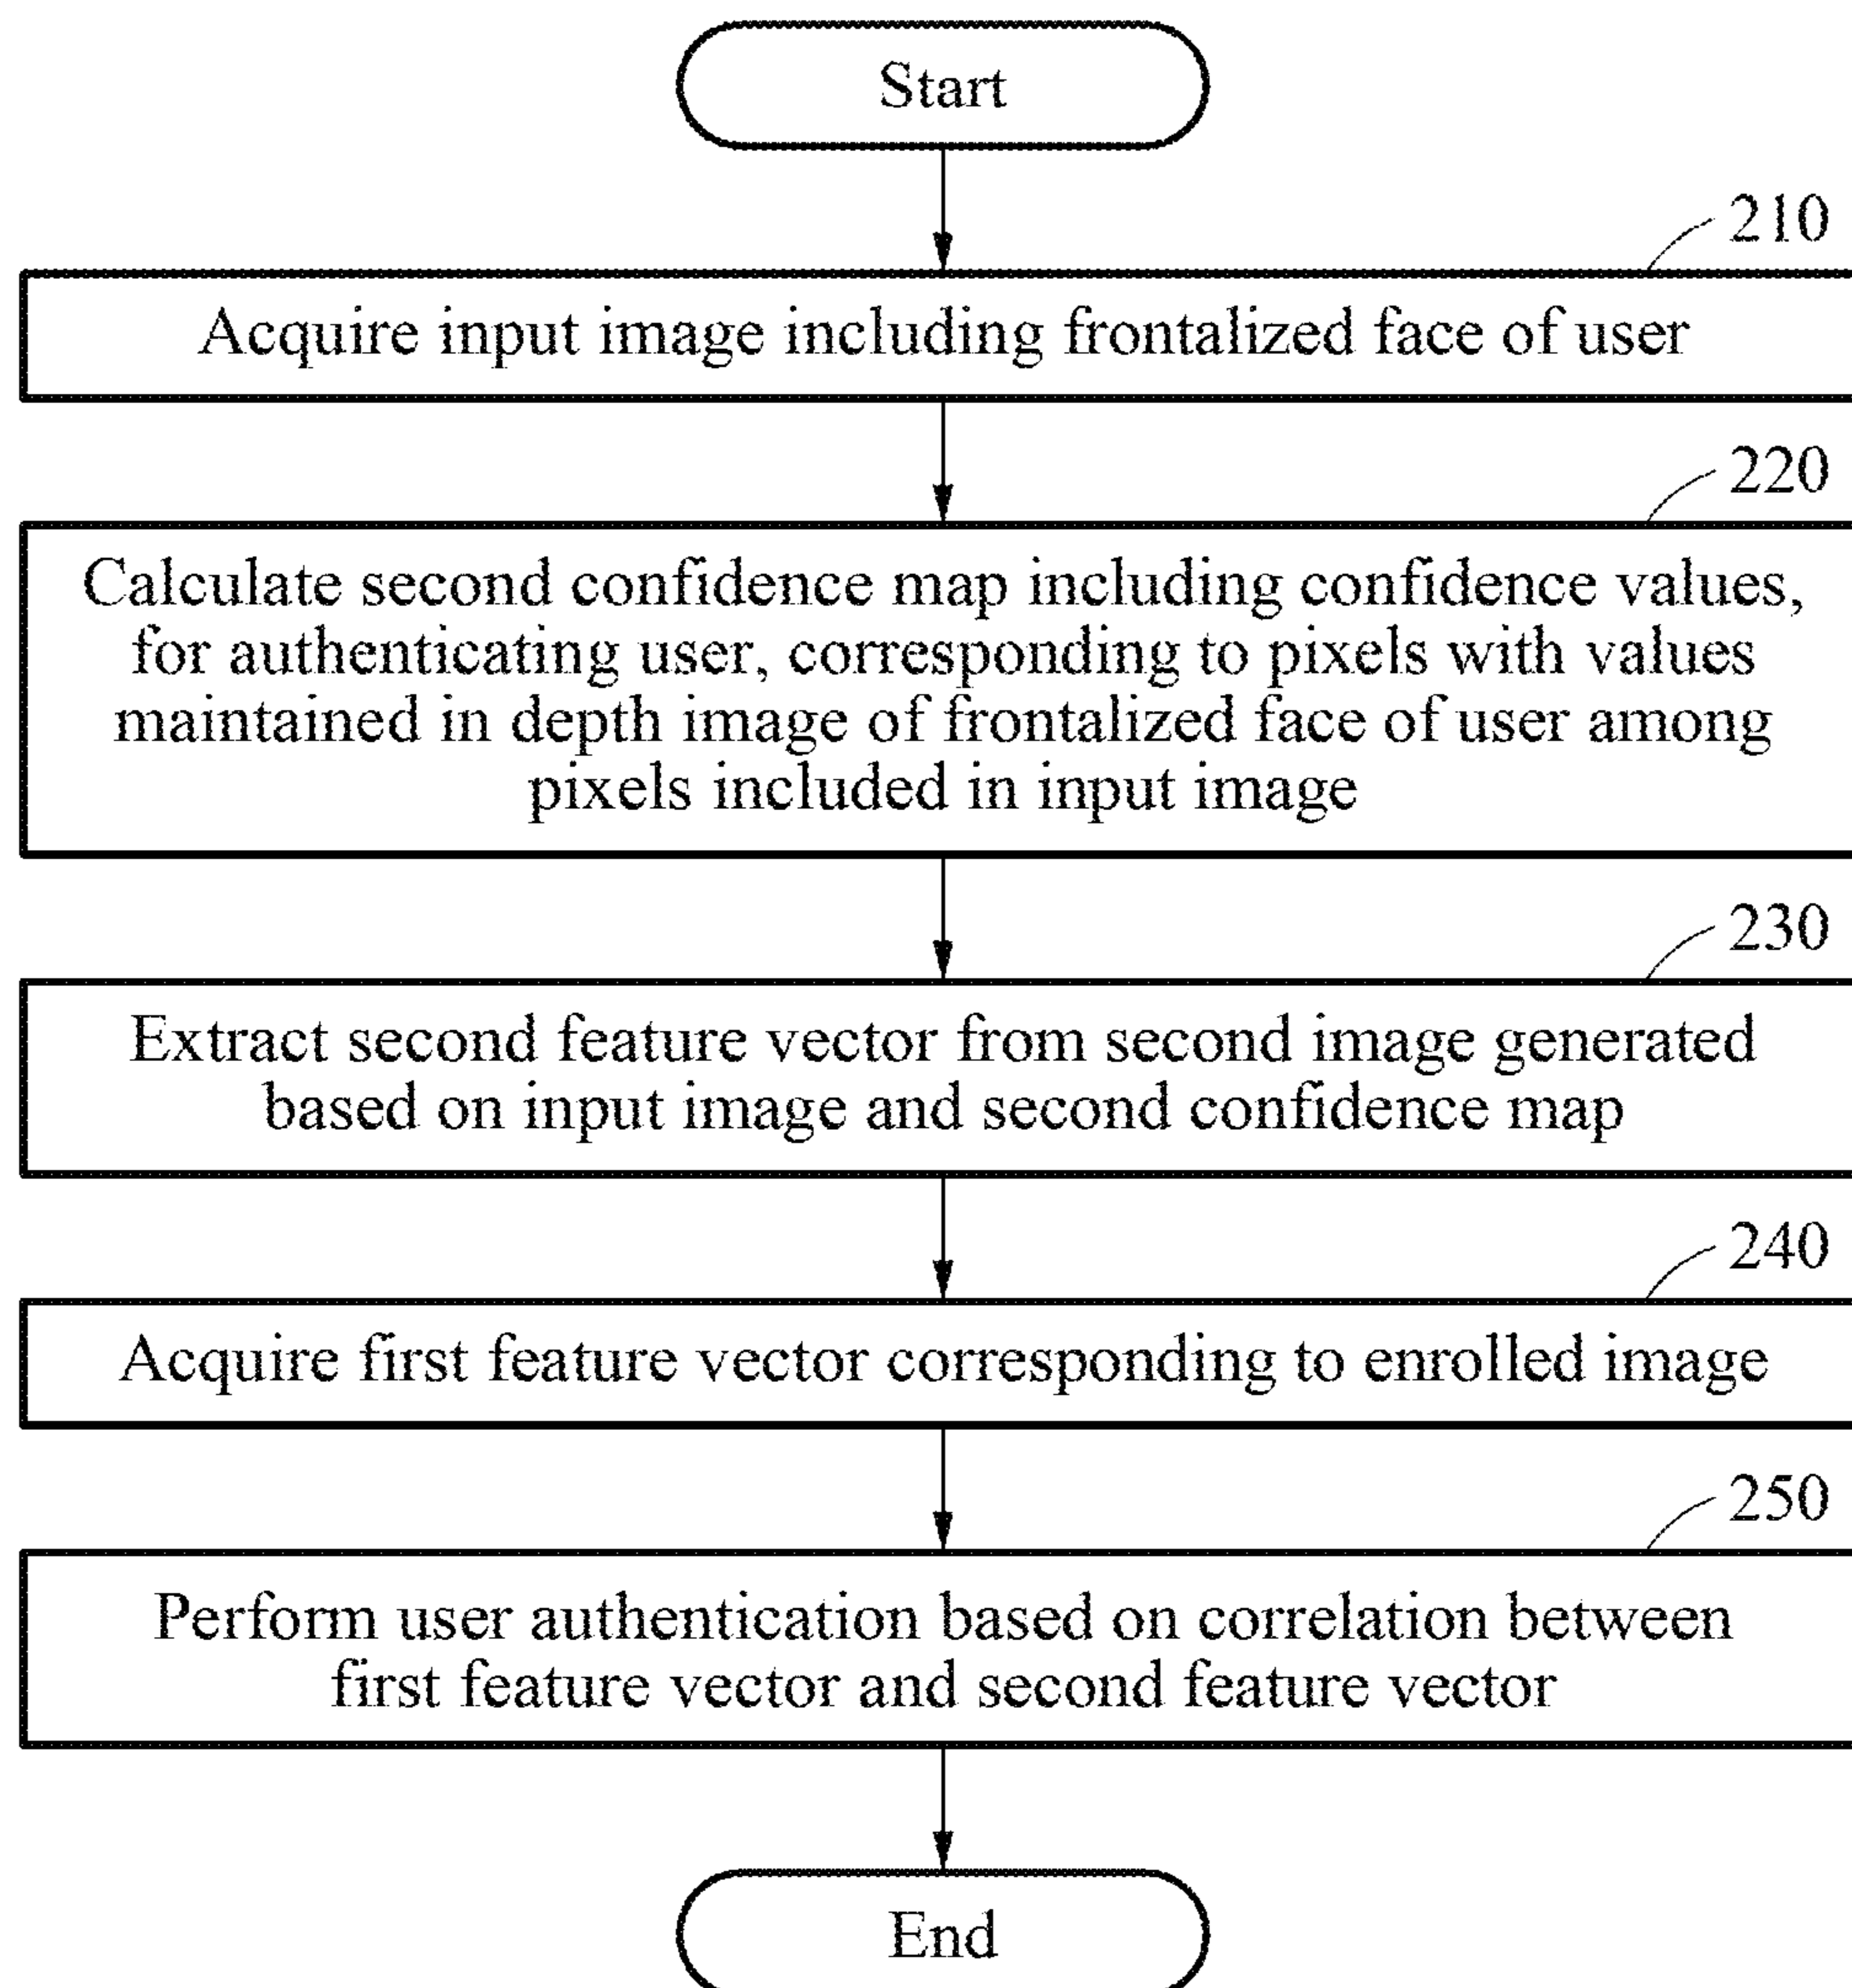 Start
210
Acquire input image including frontalized face of user
220
Calculate second confidence map including confidence values,
for authenticating user, corresponding to pixels with values
maintained in depth image of frontalized face of user among
pixels included in input image
230
Extract second feature vector from second image generated
based on input image and second confidence map
240
Acquire first feature vector corresponding to enrolled image
250
Perform user authentication based on correlation between
first feature vector and second feature vector
End